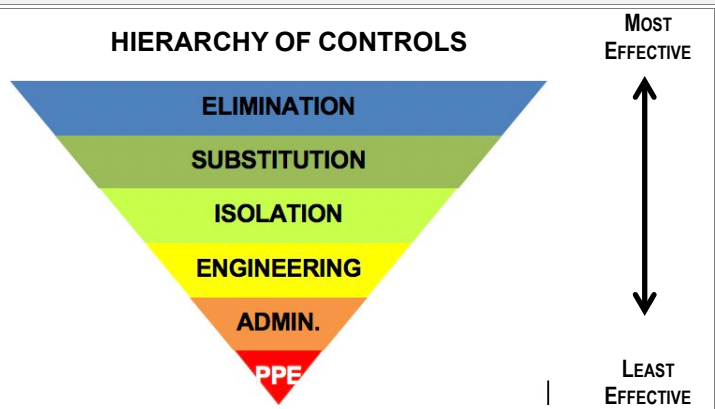 HIERARCHY OF CONTROLS
MOST
EFFECTIVE
ELIMINATION
SUBSTITUTION
ISOLATION
ENGINEERING
ADMIN.
PPE
LEAST
EFFECTIVE